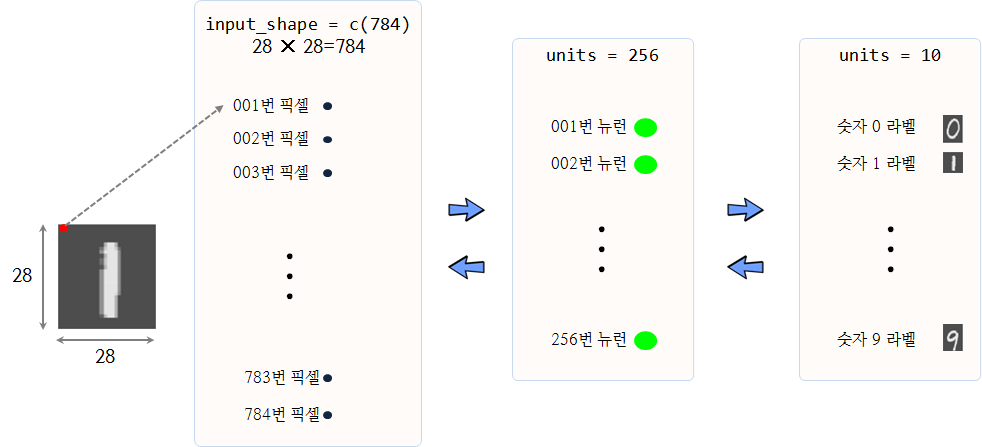 input_shape = c(784)
28 × 28=784
001번 픽셀
002번 픽셀
003번 픽셀
783번 픽셀
784번 픽셀
28
28
units = 256
001번 뉴런
002번 뉴런
256번 뉴런
units = 10
숫자 0 라벨
0
숫자 1 라벨
1
숫자 9 라벨
9